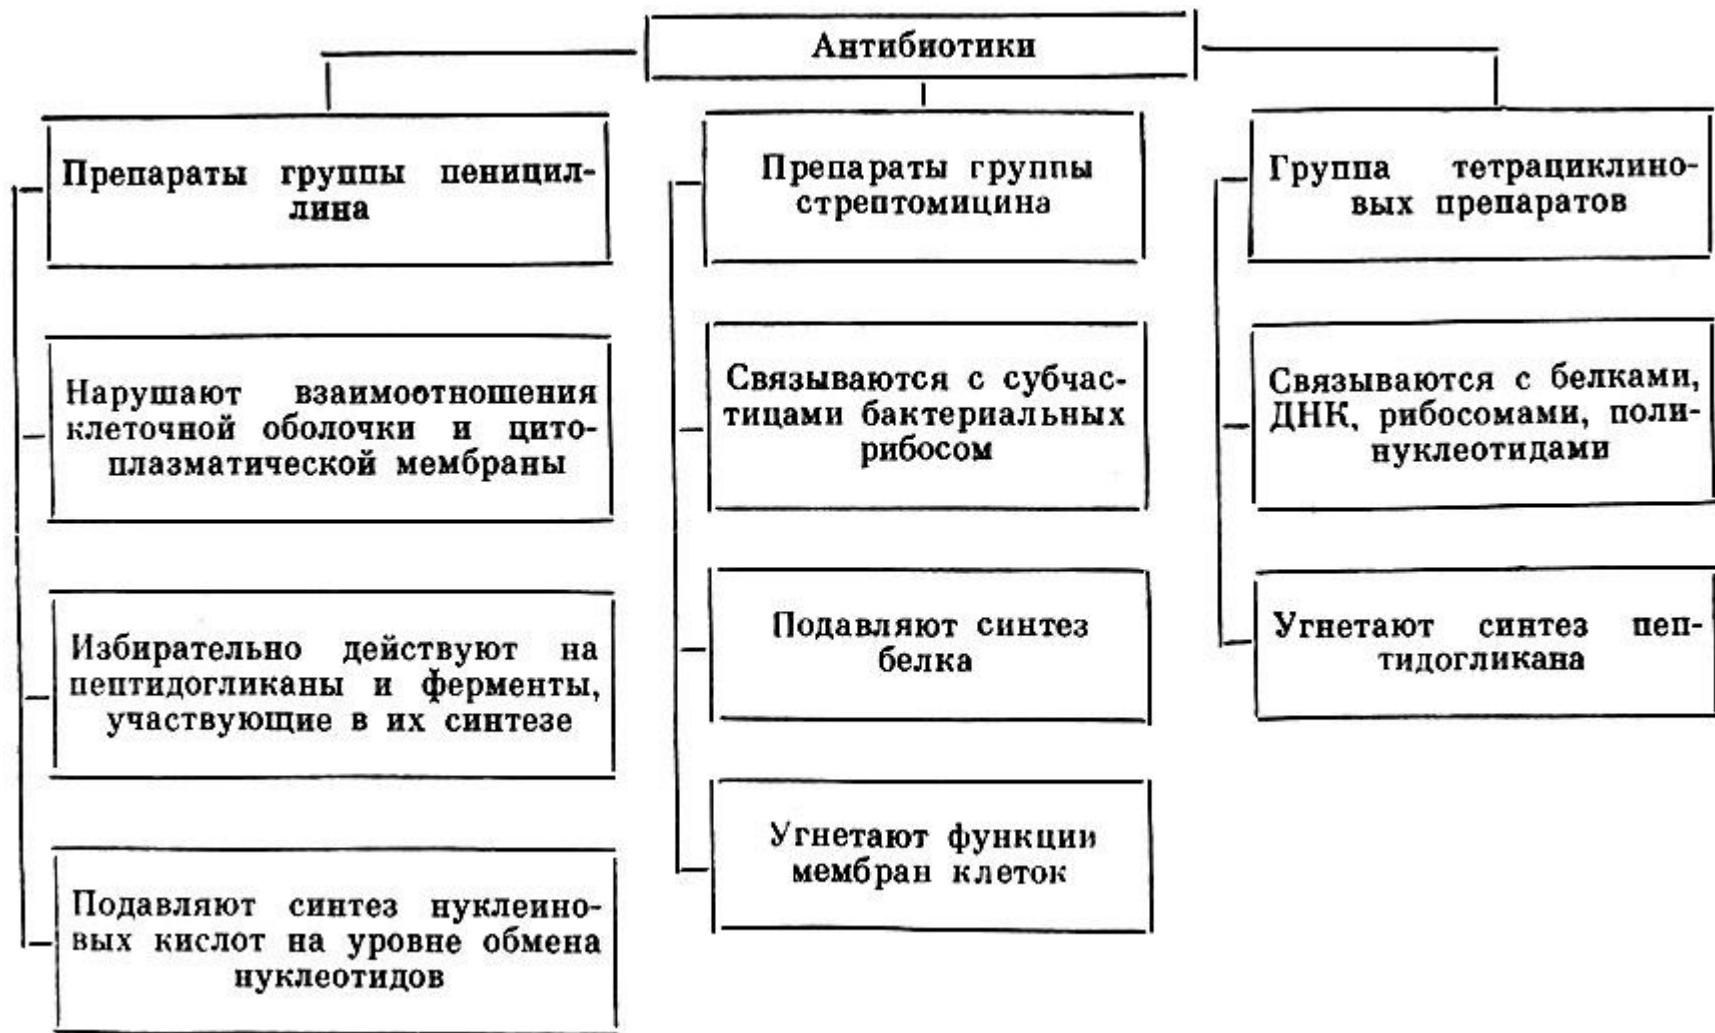 Антибиотики
Препараты группы пеницил-
лина
Нарушают взаимоотношения
клеточной оболочки и цито-
плазматической мембраны
Избирательно действуют на
пептидогликаны и ферменты,
участвующие в их синтезе
Подавляют синтез нуклеино-
вых кислот на уровне обмена
нуклеотидов
Препараты группы
стрептомицина
Связываются с субчас-
тицами бактериальных
рибосом
Подавляют синтез
белка
Угнетают функции
мембран клеток
Группа тетрациклино-
вых препаратов
Связываются с белками,
ДНК, рибосомами, поли-
нуклеотидами
Угнетают синтез пеп-
тидогликана